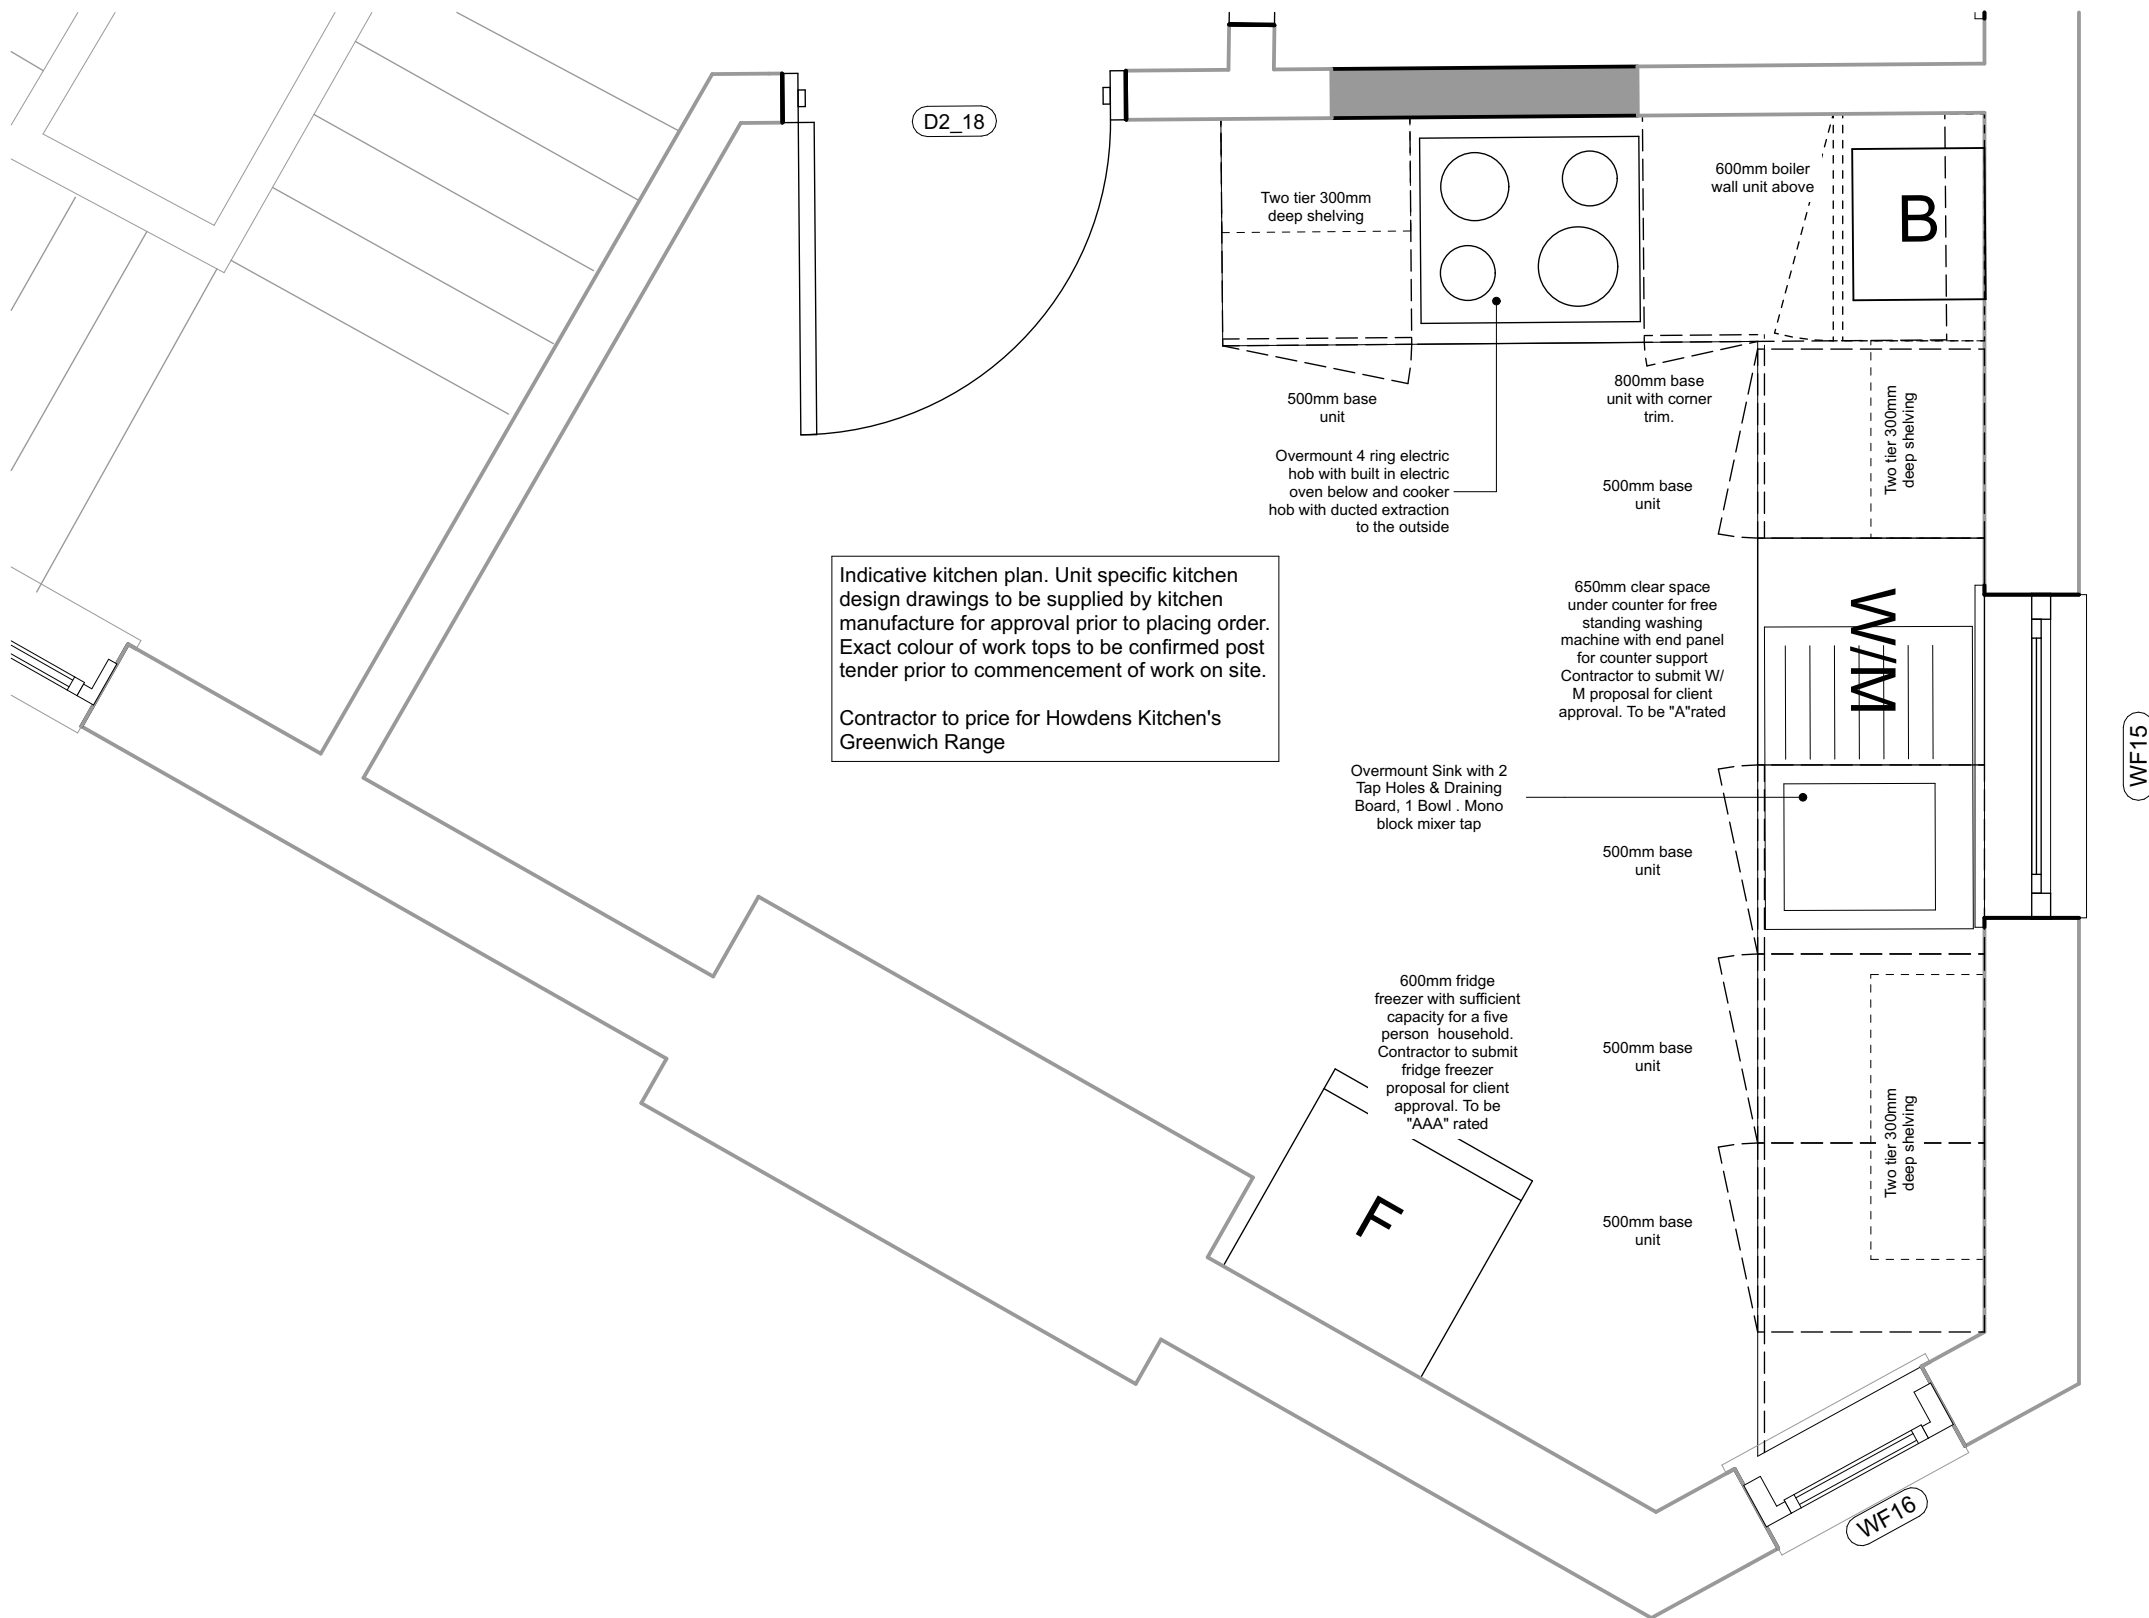 D2_18
Two tier 300mm
deep shelving
600mm boiler
wall unit above
B
500mm base
unit
800mm base
unit with corner
trim.
Two tier 300mm
deep shelving
Overmount 4 ring electric
hob with built in electric
oven below and cooker
hob with ducted extraction
to the outside
500mm base
unit
Indicative kitchen plan. Unit specific kitchen
design drawings to be supplied by kitchen
manufacture for approval prior to placing order.
Exact colour of work tops to be confirmed post
tender prior to commencement of work on site.
Contractor to price for Howdens Kitchen's
Greenwich Range
650mm clear space
under counter for free
standing washing
machine with end panel
for counter support
Contractor to submit W/
M proposal for client
approval. To be "A"rated
W/M
WF15
Overmount Sink with 2
Tap Holes & Draining
Board, 1 Bowl . Mono
block mixer tap
500mm base
unit
600mm fridge
freezer with sufficient
capacity for a five
person  household.
Contractor to submit
fridge freezer
proposal for client
approval. To be
"AAA" rated
500mm base
unit
Two tier 300mm
deep shelving
F
500mm base
unit
WF16